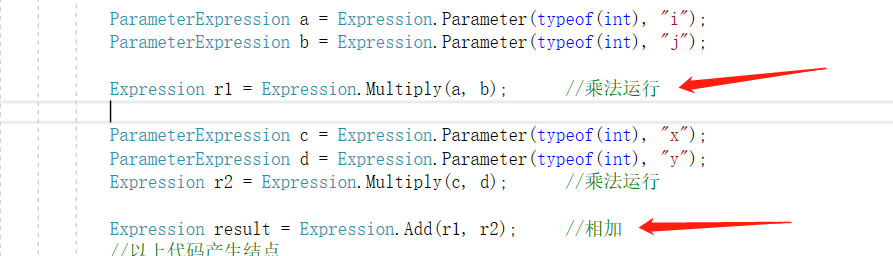 ParameterExpression a = Expression.Parameter(typeof(int), "i");
ParameterExpression b = Expression.Parameter(typeof(int), "j");
Expression r1 = Expression.Multiply(a, b); //乘法运行
ParameterExpression c = Expression.Parameter(typeof(int), "x");
ParameterExpression d = Expression.Parameter(typeof(int), "y");
Expression r2 = Expression.Multiply(c, d); //乘法运行
Expression result = Expression.Add(r1, r2); //相加
//以上代码产生结点